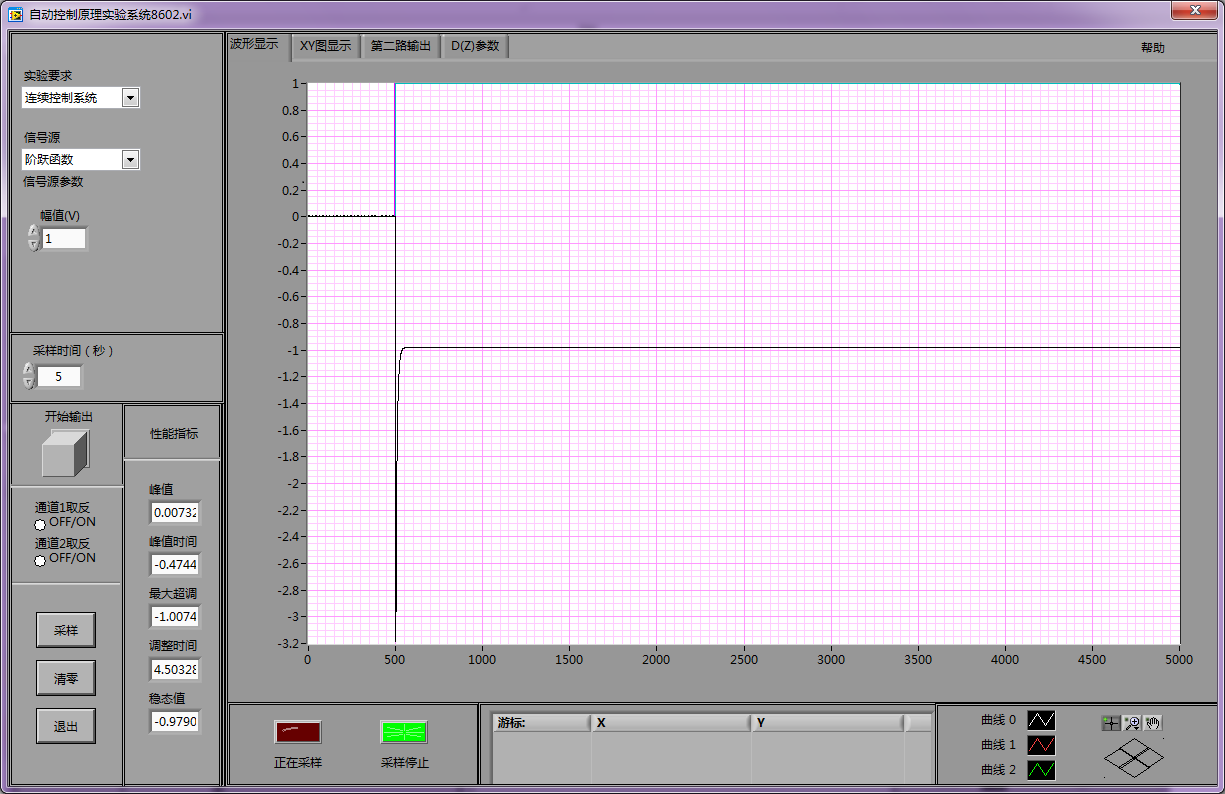 自动控制原理实验系统8602.vi
实验要求
连续控制系统
信号源
阶跃函数
信号源参数
幅值(V)
1
采样时间（秒）
5
开始输出
通道1取反
OFF/ON
通道2取反
OFF/ON
采样
清零
退出
性能指标
峰值
0.00732
峰值时间
-0.4744
最大超调
-1.0074
调整时间
4.50328
稳态值
-0.9790
波形显示 XY图显示 第二路输出 D(Z)参数 帮助
1
0.8
0.6
0.4
0.2
0
-0.2
-0.4
-0.6
-0.8
-1
-1.2
-1.4
-1.6
-1.8
-2
-2.2
-2.4
-2.6
-2.8
-3
-3.2
0 500 1000 1500 2000 2500 3000 3500 4000 4500 5000
正在采样 采样停止
游标: X Y
曲线 0
曲线 1
曲线 2